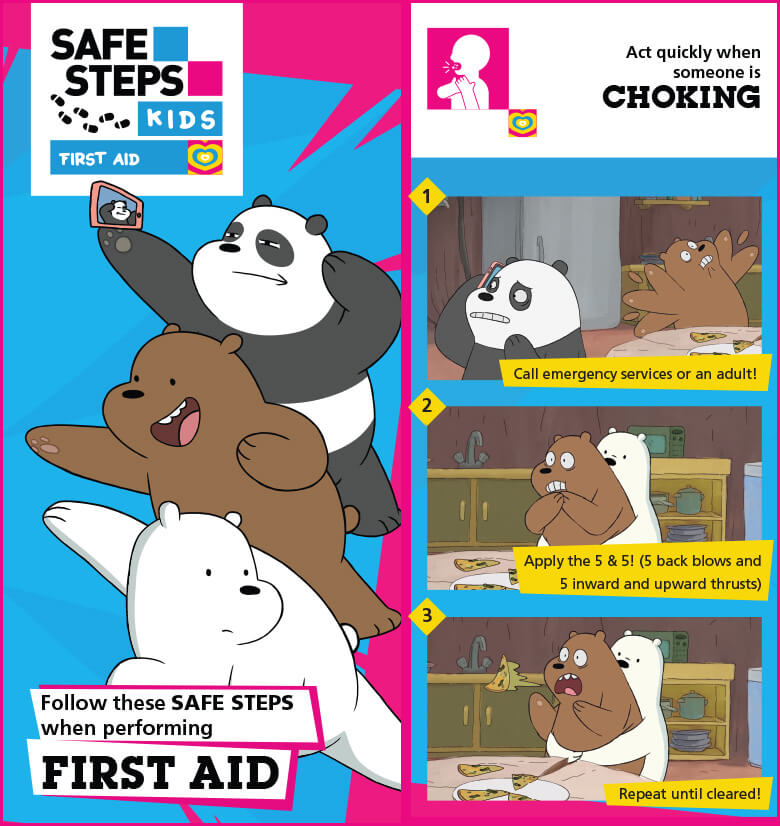 SAFE
STEPS
KIDS
FIRST AID
Follow these SAFE STEPS
when performing
FIRST AID
Act quickly when
someone is
CHOKING
1
Call emergency services or an adult!
2
Apply the 5 & 5! (5 back blows and
5 inward and upward thrusts)
3
Repeat until cleared!